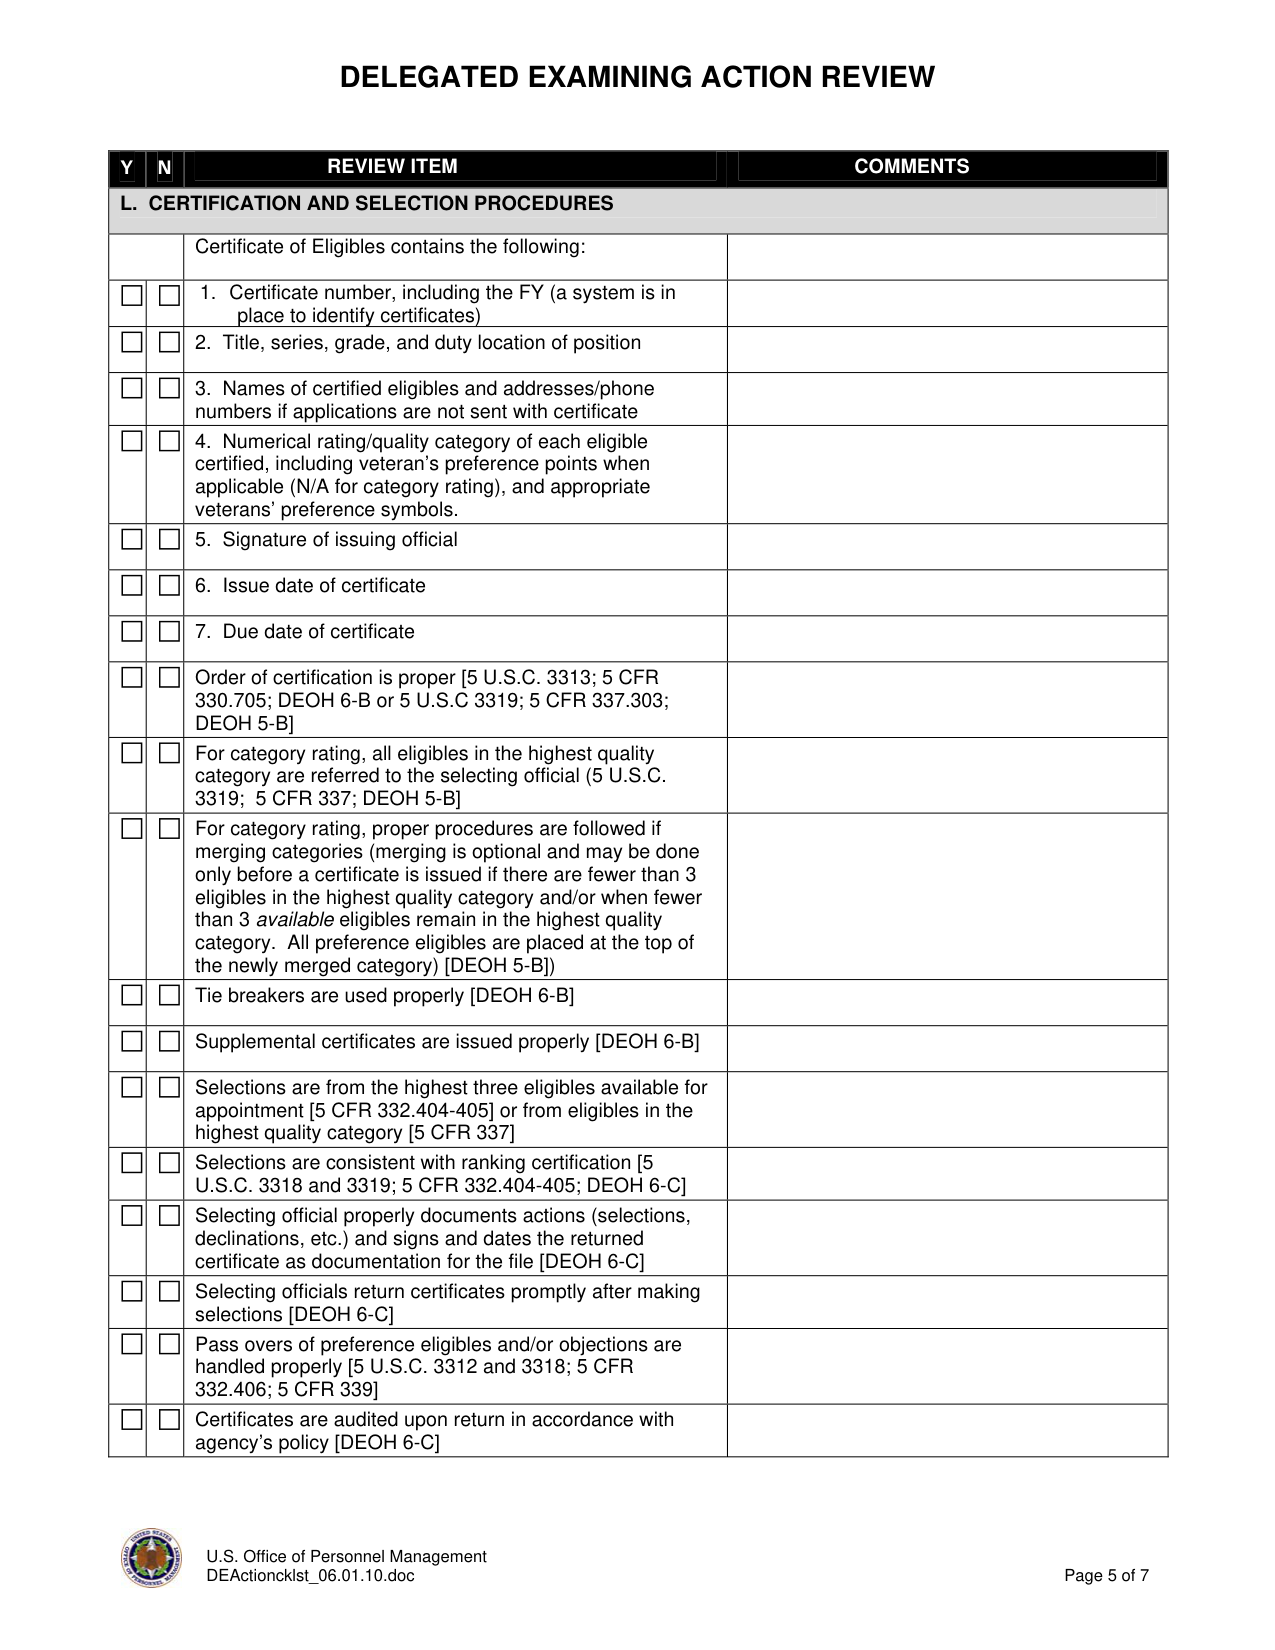 DELEGATED EXAMINING ACTION REVIEW
Y N REVIEW ITEM COMMENTS
L. CERTIFICATION AND SELECTION PROCEDURES
Certificate of Eligibles contains the following:
1. Certificate number, including the FY (a system is in
place to identify certificates)
2. Title, series, grade, and duty location of position
3. Names of certified eligibles and addresses/phone
numbers if applications are not sent with certificate
4. Numerical rating/quality category of each eligible
certified, including veteran’s preference points when
applicable (N/A for category rating), and appropriate
veterans’ preference symbols.
5. Signature of issuing official
6. Issue date of certificate
7. Due date of certificate
Order of certification is proper [5 U.S.C. 3313; 5 CFR
330.705; DEOH 6-B or 5 U.S.C 3319; 5 CFR 337.303;
DEOH 5-B]
For category rating, all eligibles in the highest quality
category are referred to the selecting official (5 U.S.C.
3319; 5 CFR 337; DEOH 5-B]
For category rating, proper procedures are followed if
merging categories (merging is optional and may be done
only before a certificate is issued if there are fewer than 3
eligibles in the highest quality category and/or when fewer
than 3 available eligibles remain in the highest quality
category. All preference eligibles are placed at the top of
the newly merged category) [DEOH 5-B])
Tie breakers are used properly [DEOH 6-B]
Supplemental certificates are issued properly [DEOH 6-B]
Selections are from the highest three eligibles available for
appointment [5 CFR 332.404-405] or from eligibles in the
highest quality category [5 CFR 337]
Selections are consistent with ranking certification [5
U.S.C. 3318 and 3319; 5 CFR 332.404-405; DEOH 6-C]
Selecting official properly documents actions (selections,
declinations, etc.) and signs and dates the returned
certificate as documentation for the file [DEOH 6-C]
Selecting officials return certificates promptly after making
selections [DEOH 6-C]
Pass overs of preference eligibles and/or objections are
handled properly [5 U.S.C. 3312 and 3318; 5 CFR
332.406; 5 CFR 339]
Certificates are audited upon return in accordance with
agency’s policy [DEOH 6-C]
UNITED STATES
OFFICE OF PERSONNEL MANAGEMENT
U.S. Office of Personnel Management
DEActioncklst_06.01.10.doc
Page 5 of 7